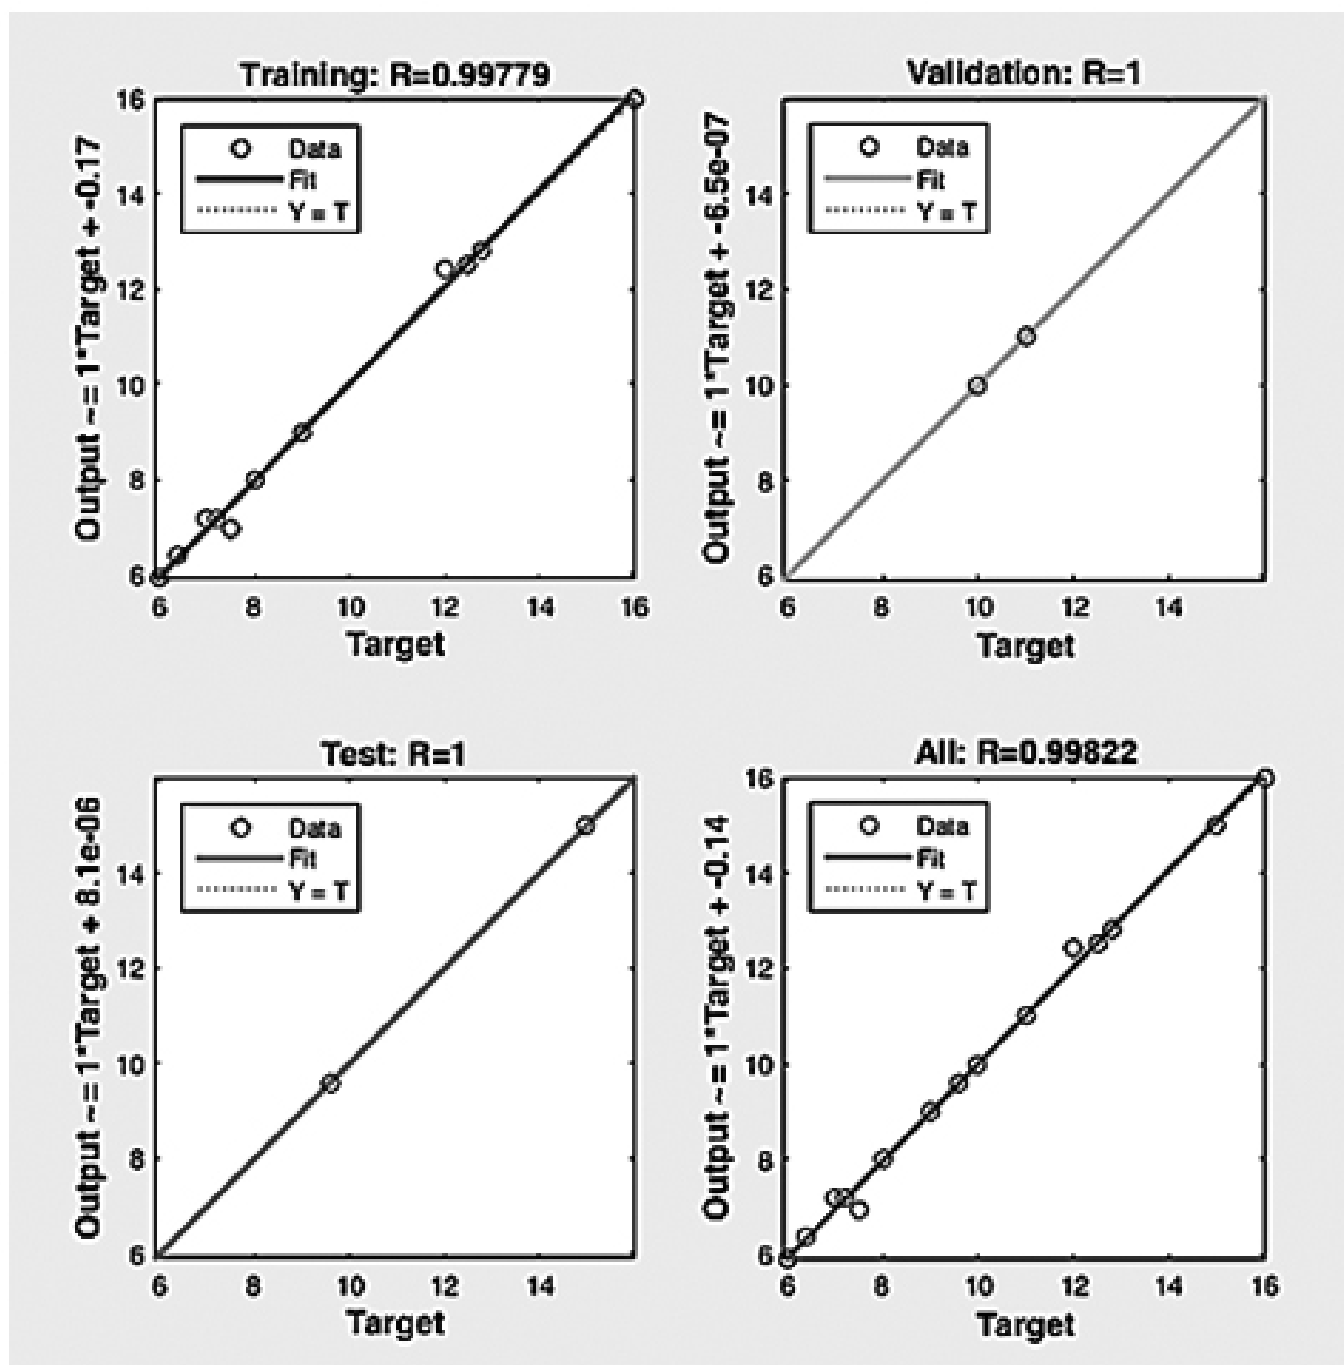 Training: R=0.99779
Output ~= 1*Target + -0.17
16
14
12
10
8
6
Data
Fit
Y = T
6 8 10 12 14 16
Target
Validation: R=1
Output ~= 1*Target + -6.5e-07
14
12
10
8
6
Data
Fit
Y = T
6 8 10 12 14
Target
Test: R=1
Output ~= 1*Target + 8.1e-06
14
12
10
8
6
Data
Fit
Y = T
6 8 10 12 14
Target
All: R=0.99822
Output ~= 1*Target + -0.14
16
14
12
10
8
6
Data
Fit
Y = T
6 8 10 12 14 16
Target